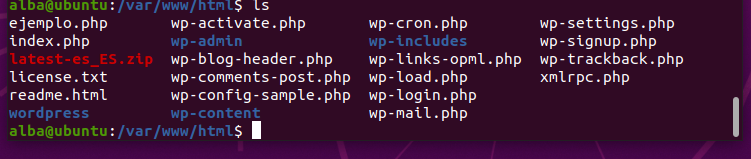 alba@ubuntu:/var/www/html$ ls
ejemplo.php wp-activate.php wp-cron.php wp-settings.php
index.php wp-admin wp-includes wp-signup.php
latest-es_ES.zip wp-blog-header.php wp-links-opml.php wp-trackback.php
license.txt wp-comments-post.php wp-load.php xmlrpc.php
readme.html wp-config-sample.php wp-login.php
wordpress wp-content wp-mail.php
alba@ubuntu:/var/www/html$